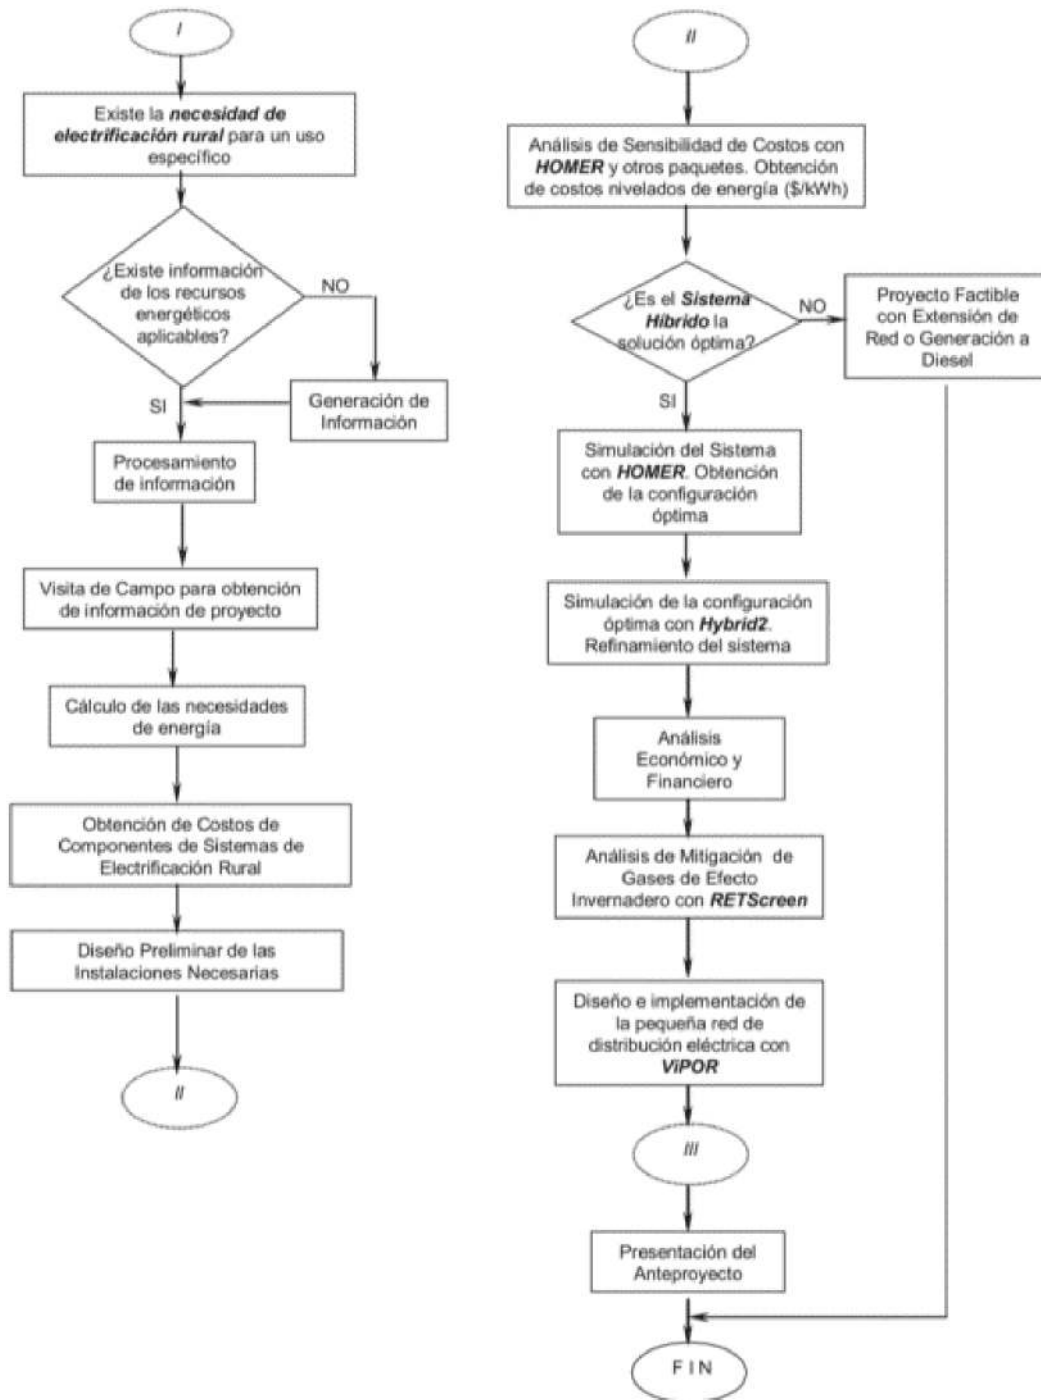 I
Existe la necesidad de
electrificación rural para un uso
específico
¿Existe información
de los recursos
energéticos
aplicables?
NO
SI
Generación de
Información
Procesamiento
de información
Visita de Campo para obtención
de información de proyecto
Cálculo de las necesidades
de energía
Obtención de Costos de
Componentes de Sistemas de
Electrificación Rural
Diseño Preliminar de las
Instalaciones Necesarias
II
II
Análisis de Sensibilidad de Costos con
HOMER y otros paquetes. Obtención
de costos nivelados de energía ($/kWh)
¿Es el Sistema
Híbrido la
solución óptima?
NO
Proyecto Factible
con Extensión de
Red o Generación a
Diesel
SI
Simulación del Sistema
con HOMER. Obtención
de la configuración
óptima
Simulación de la configuración
óptima con Hybrid2.
Refinamiento del sistema
Análisis
Económico y
Financiero
Análisis de Mitigación de
Gases de Efecto
Invernadero con RETScreen
Diseño e implementación de
la pequeña red de
distribución eléctrica con
ViPOR
III
Presentación del
Anteproyecto
F I N